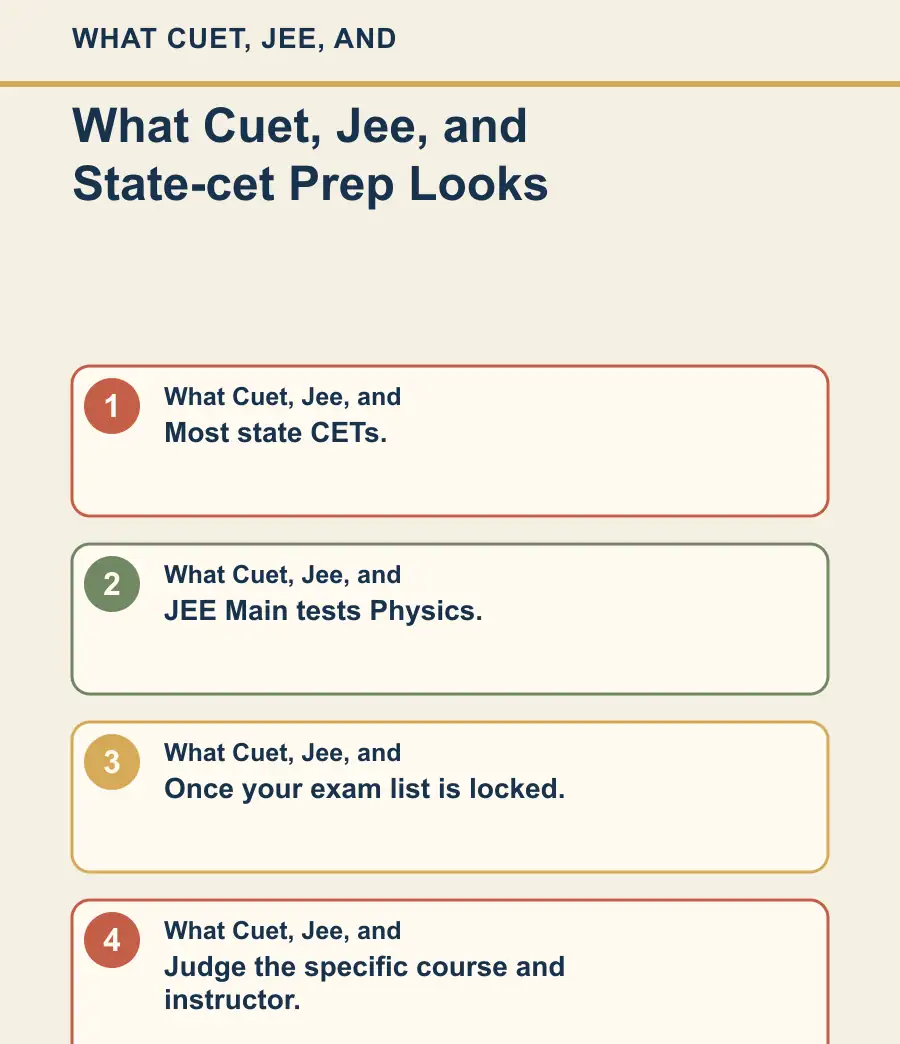 WHAT CUET, JEE, AND
What Cuet, Jee, and
State-cet Prep Looks
1
What Cuet, Jee, and
Most state CETs.
2
What Cuet, Jee, and
JEE Main tests Physics.
3
What Cuet, Jee, and
Once your exam list is locked.
4
What Cuet, Jee, and
Judge the specific course and
instructor.